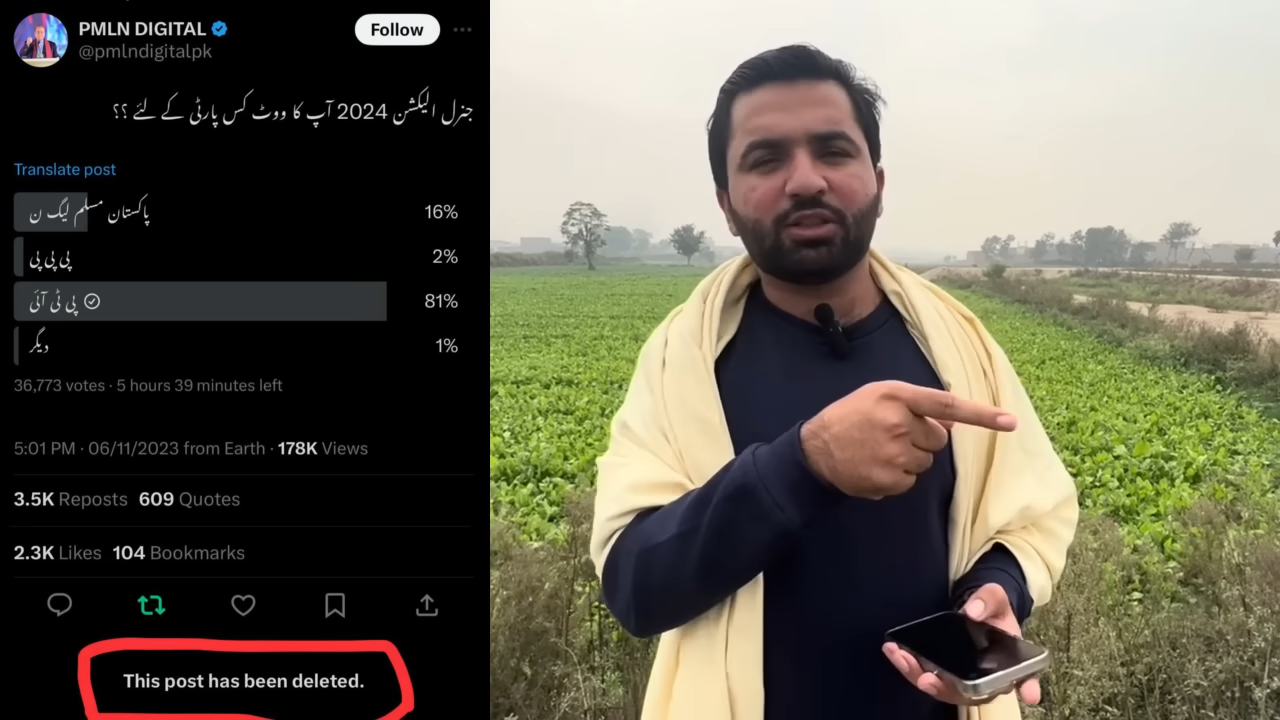 PMLN DIGITAL
@pmlndigitalpk
Follow
جنرل الیکشن 2024 آپ کا ووٹ کس پارٹی کے لئے ؟؟
Translate post
پاکستان مسلم لیگ ن 16%
پی پی پی 2%
پی ٹی آئی 81%
دیگر 1%
36,773 votes · 5 hours 39 minutes left
5:01 PM · 06/11/2023 from Earth · 178K Views
3.5K Reposts 609 Quotes
2.3K Likes 104 Bookmarks
This post has been deleted.